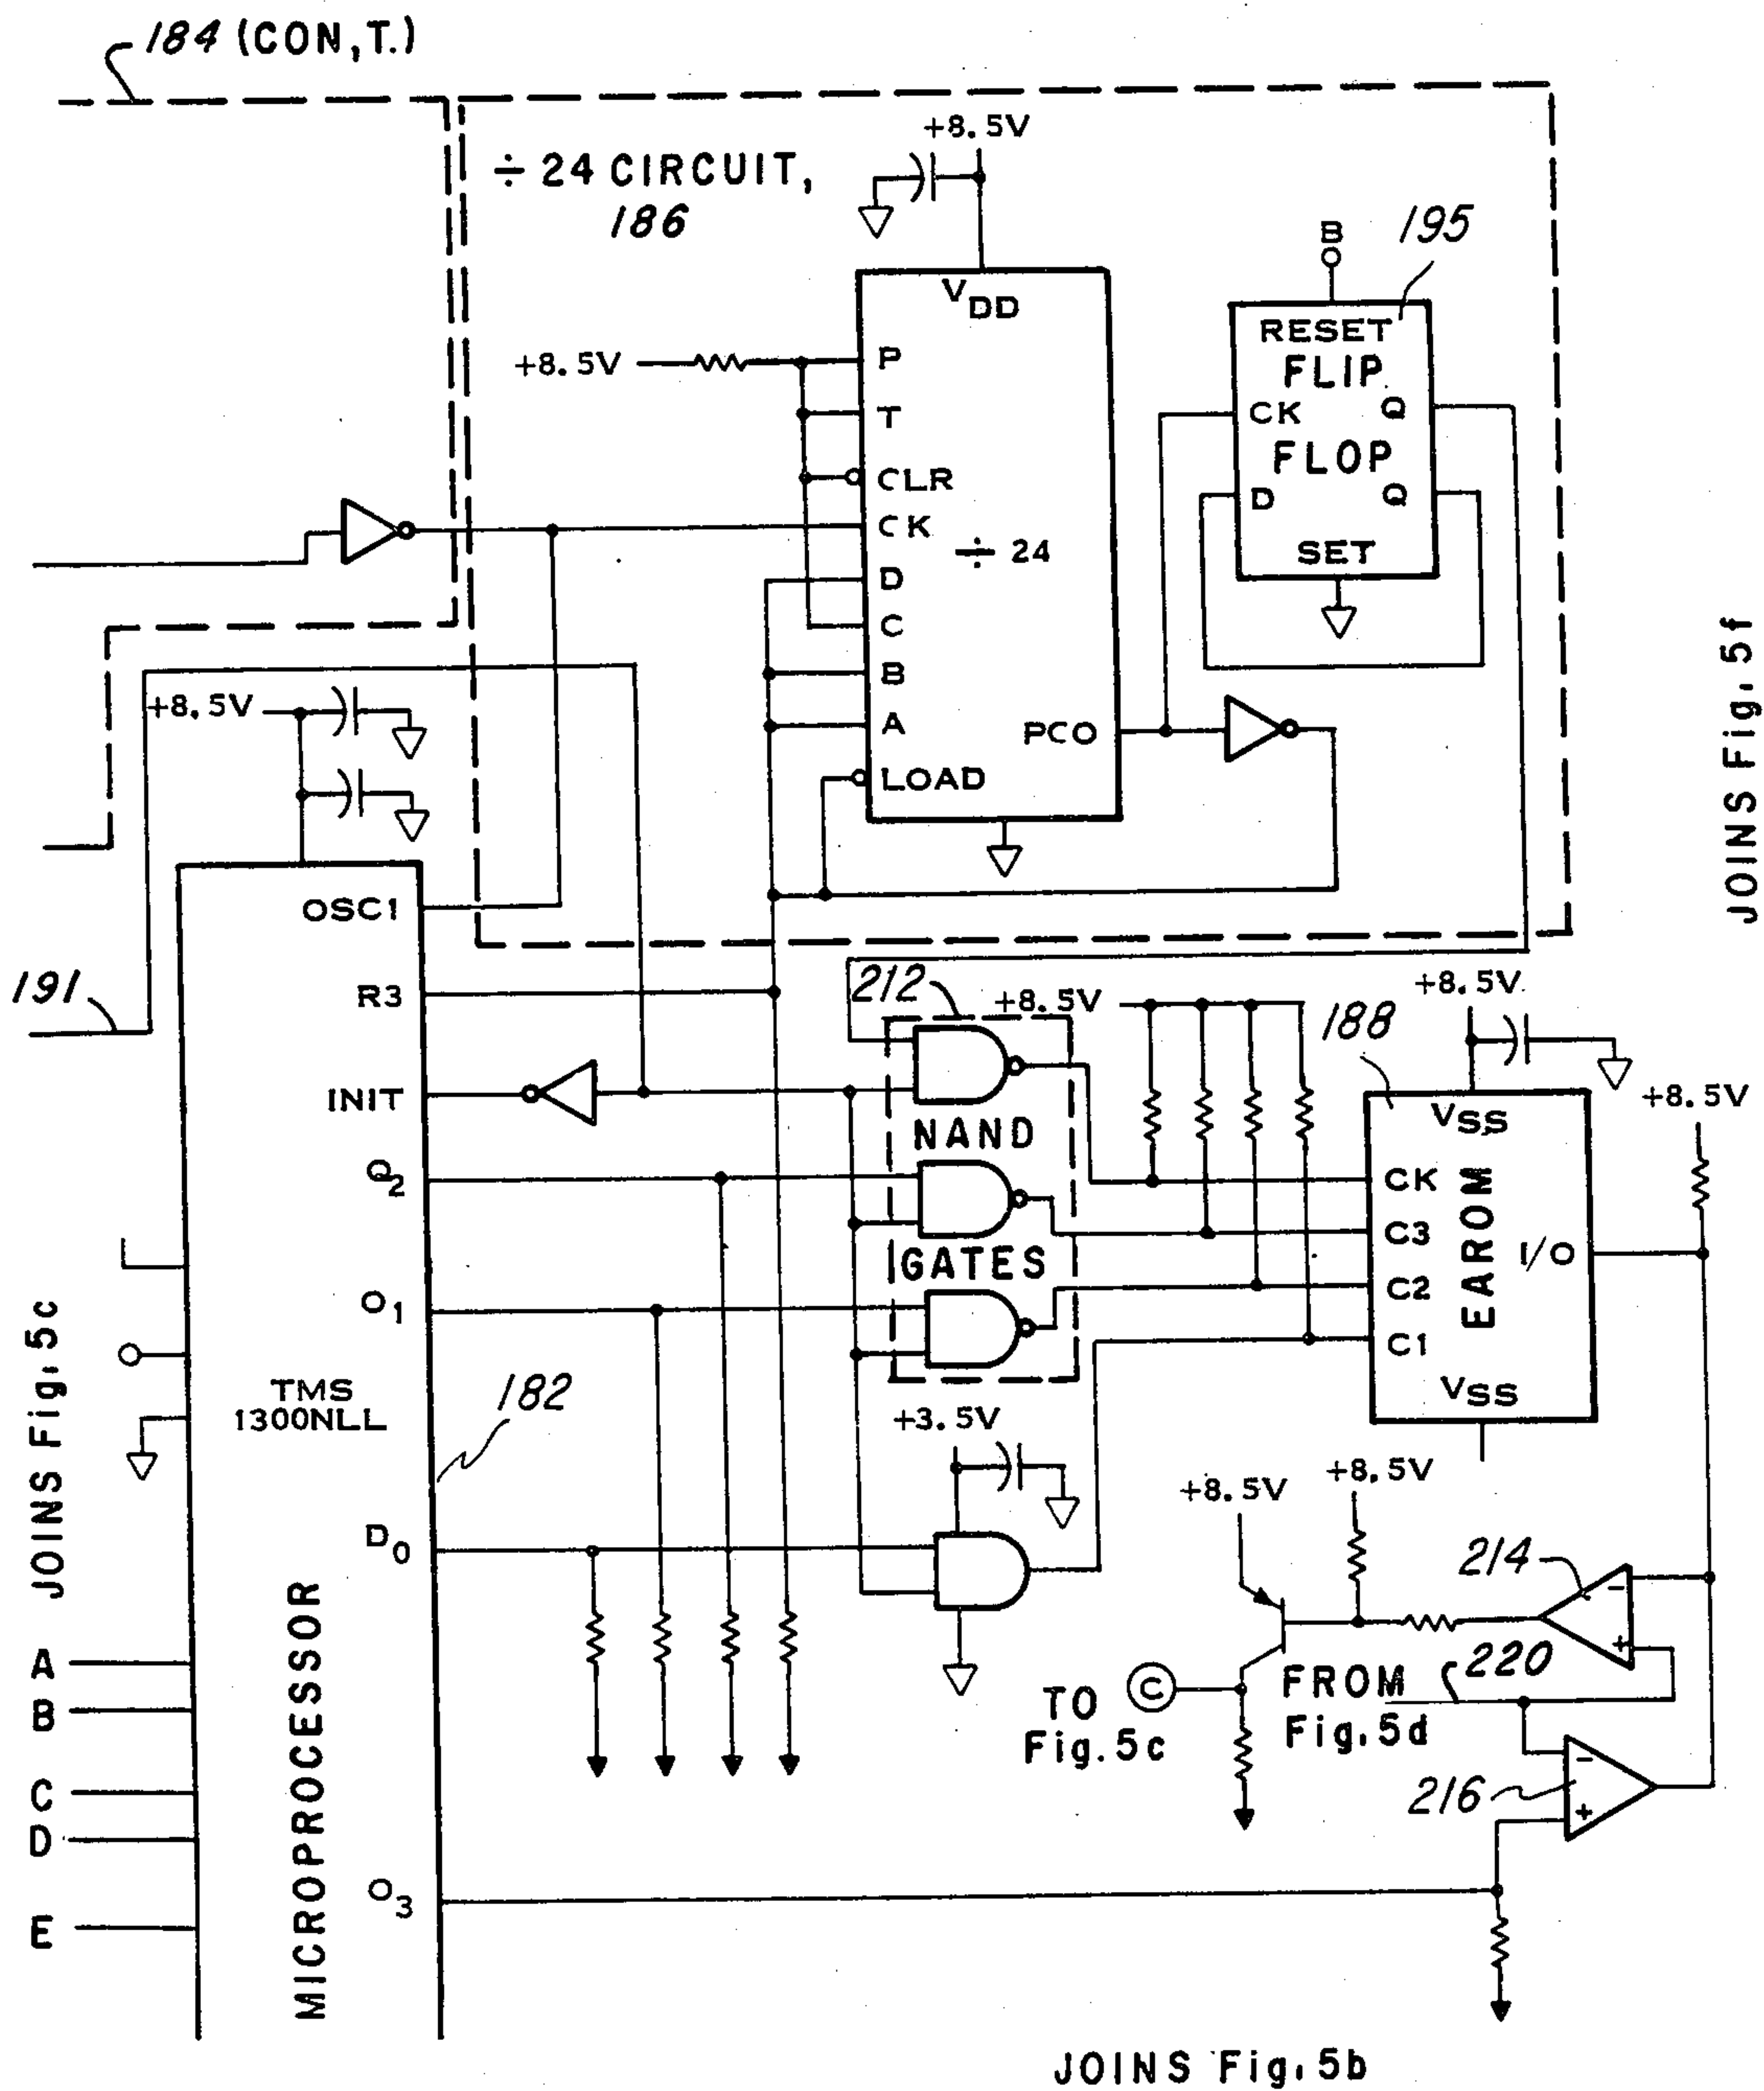 184 (CON,T.)
÷ 24 CIRCUIT,
186
+8.5V
B
195
VDD
+8.5V
P
T
CLR
CK
D
C
B
A
LOAD
÷ 24
PCO
RESET
FLIP
CK Q
FLOP
D Q
SET
JOINS Fig. 5f
+8.5V
OSC1
191
R3
INIT
Q2
O1
TMS
1300NLL
182
D0
MICROPROCESSOR
O3
JOINS Fig. 5c
A
B
C
D
E
212
+8.5V
NAND
GATES
+3.5V
188
+8.5V
VSS
CK
C3
C2
C1
EAROM
I/O
VSS
+8.5V
+8.5V
+8.5V
214
-
+
220
TO
Fig. 5c
C
FROM
Fig. 5d
216
-
+
JOINS Fig. 5b